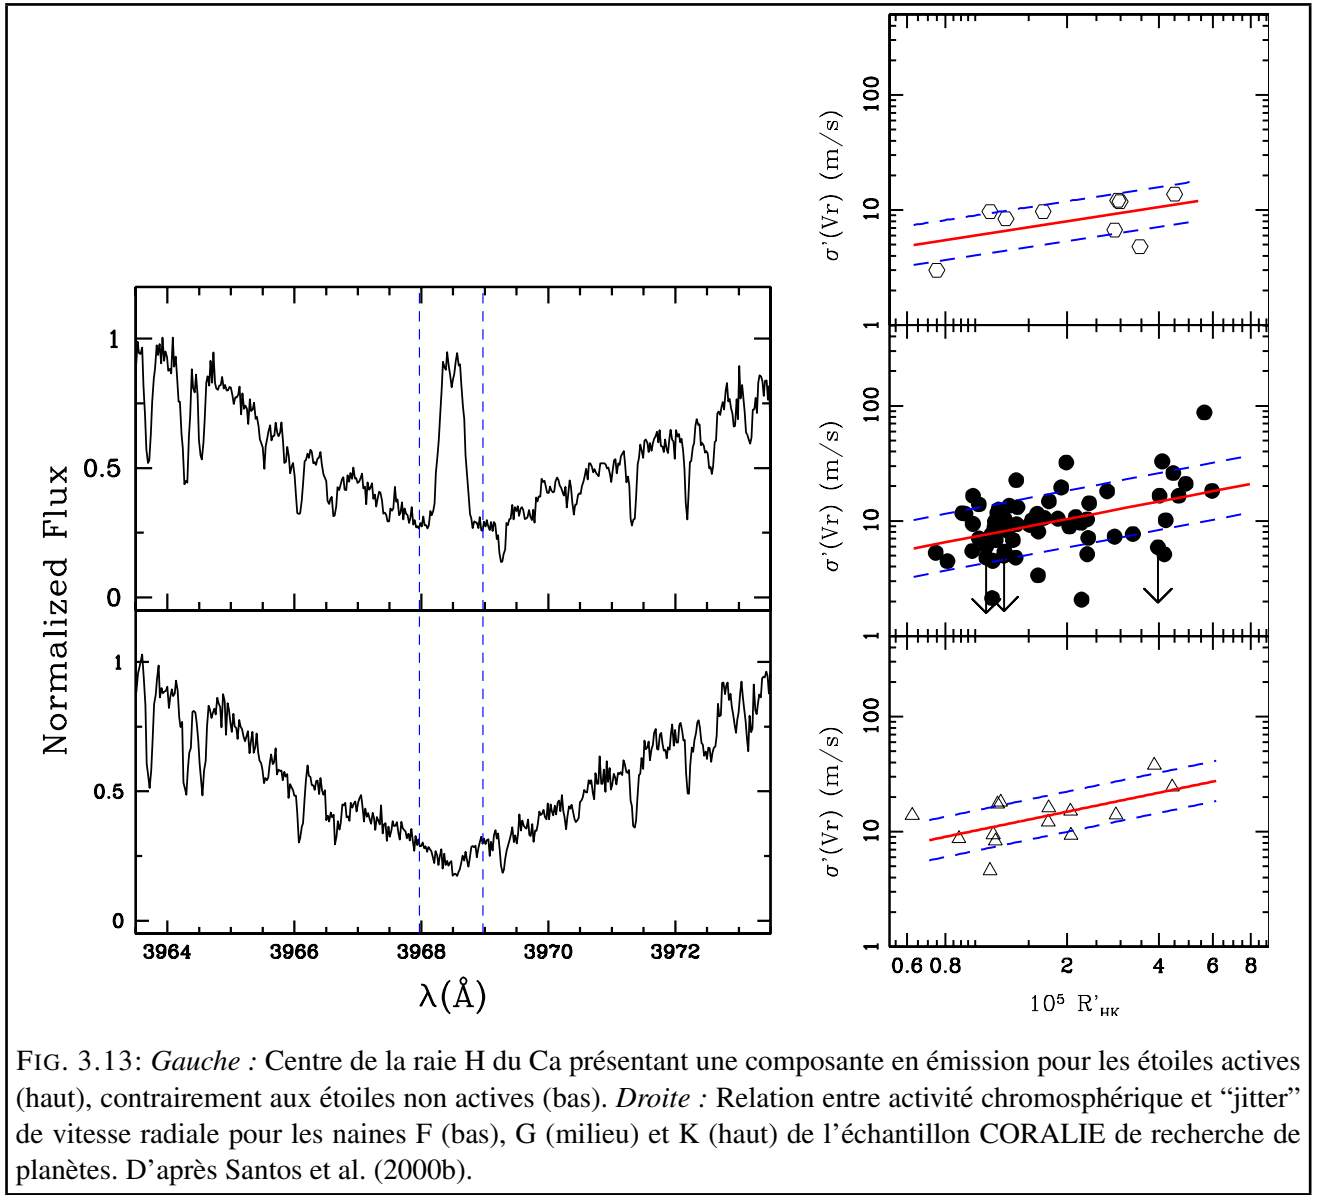 Normalized Flux
1
0.5
0
1
0.5
0
3964 3966 3968 3970 3972
λ(Å)
σ'(Vr) (m/s)
100
10
1
σ'(Vr) (m/s)
100
10
1
σ'(Vr) (m/s)
100
10
1
0.6 0.8 2 4 6 8
10⁵ R'HK
FIG. 3.13: Gauche : Centre de la raie H du Ca présentant une composante en émission pour les étoiles actives
(haut), contrairement aux étoiles non actives (bas). Droite : Relation entre activité chromosphérique et “jitter”
de vitesse radiale pour les naines F (bas), G (milieu) et K (haut) de l’échantillon CORALIE de recherche de
planètes. D’après Santos et al. (2000b).